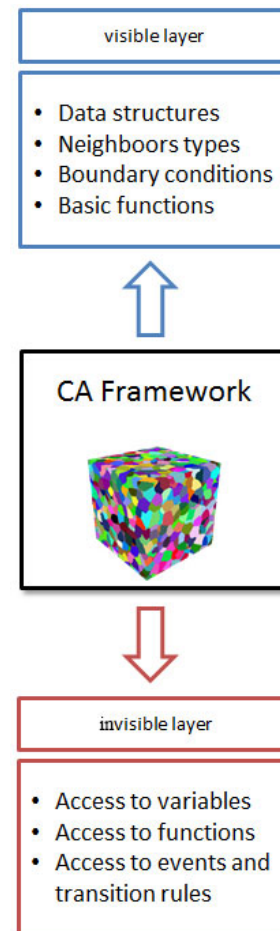 visible layer
• Data structures
• Neighboors types
• Boundary conditions
• Basic functions
CA Framework
invisible layer
• Access to variables
• Access to functions
• Access to events and
transition rules